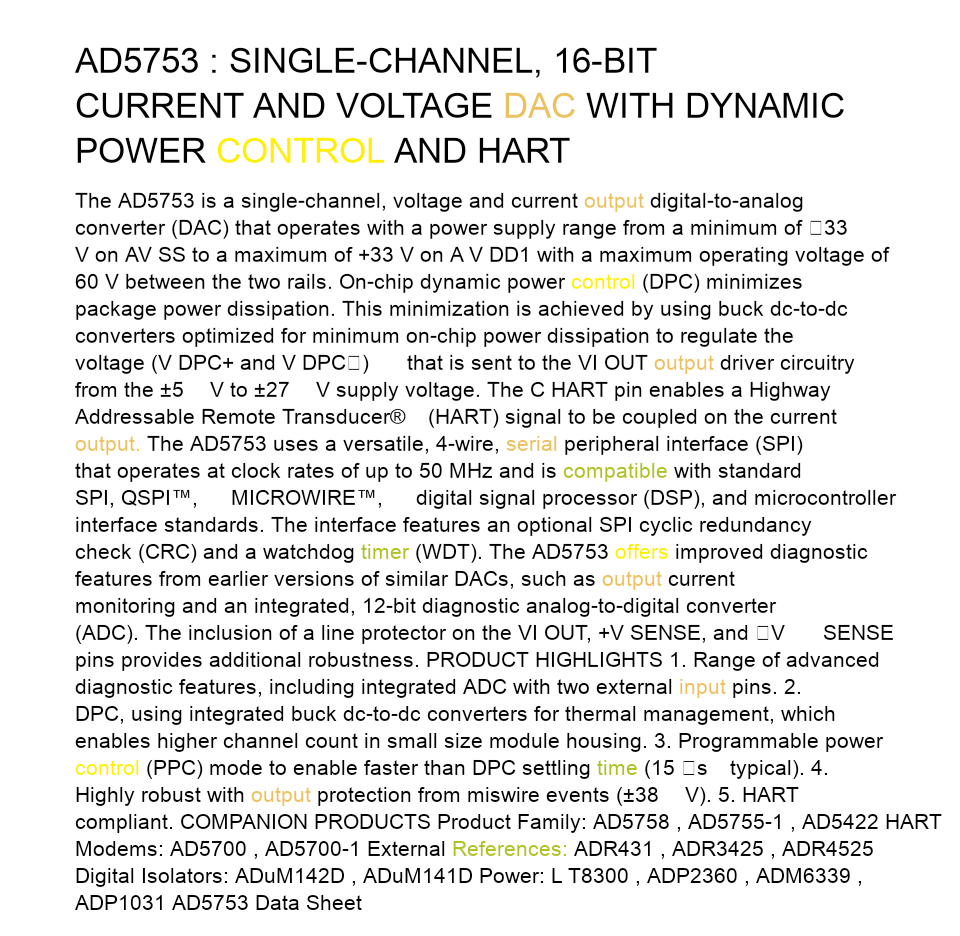 AD5753 : SINGLE-CHANNEL, 16-BIT
CURRENT AND VOLTAGE DAC WITH DYNAMIC
POWER CONTROL AND HART
The AD5753 is a single-channel, voltage and current output digital-to-analog
converter (DAC) that operates with a power supply range from a minimum of □33
V on AV SS to a maximum of +33 V on A V DD1 with a maximum operating voltage of
60 V between the two rails. On-chip dynamic power control (DPC) minimizes
package power dissipation. This minimization is achieved by using buck dc-to-dc
converters optimized for minimum on-chip power dissipation to regulate the
voltage (V DPC+ and V DPC□) that is sent to the VI OUT output driver circuitry
from the ±5 V to ±27 V supply voltage. The C HART pin enables a Highway
Addressable Remote Transducer® (HART) signal to be coupled on the current
output. The AD5753 uses a versatile, 4-wire, serial peripheral interface (SPI)
that operates at clock rates of up to 50 MHz and is compatible with standard
SPI, QSPI™, MICROWIRE™, digital signal processor (DSP), and microcontroller
interface standards. The interface features an optional SPI cyclic redundancy
check (CRC) and a watchdog timer (WDT). The AD5753 offers improved diagnostic
features from earlier versions of similar DACs, such as output current
monitoring and an integrated, 12-bit diagnostic analog-to-digital converter
(ADC). The inclusion of a line protector on the VI OUT, +V SENSE, and □V SENSE
pins provides additional robustness. PRODUCT HIGHLIGHTS 1. Range of advanced
diagnostic features, including integrated ADC with two external input pins. 2.
DPC, using integrated buck dc-to-dc converters for thermal management, which
enables higher channel count in small size module housing. 3. Programmable power
control (PPC) mode to enable faster than DPC settling time (15 □s typical). 4.
Highly robust with output protection from miswire events (±38 V). 5. HART
compliant. COMPANION PRODUCTS Product Family: AD5758 , AD5755-1 , AD5422 HART
Modems: AD5700 , AD5700-1 External References: ADR431 , ADR3425 , ADR4525
Digital Isolators: ADuM142D , ADuM141D Power: L T8300 , ADP2360 , ADM6339 ,
ADP1031 AD5753 Data Sheet